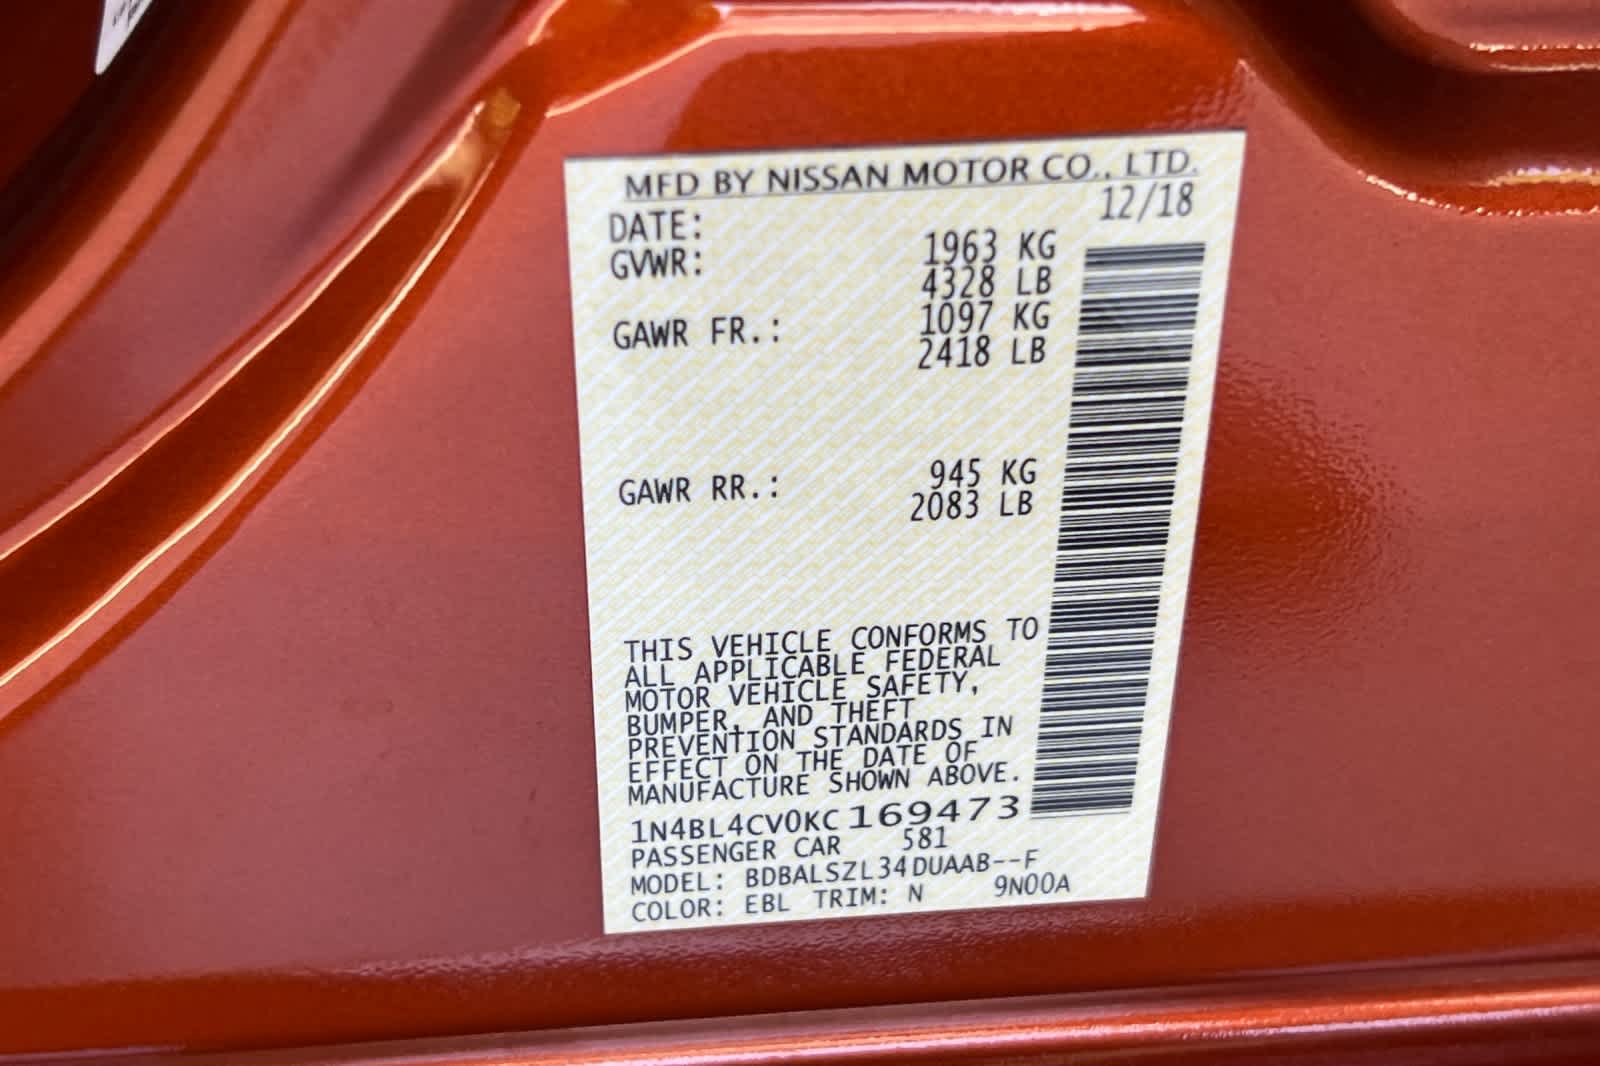 MFD BY NISSAN MOTOR CO., LTD.
DATE: 12/18
GVWR: 1963 KG
4328 LB
GAWR FR.: 1097 KG
2418 LB
GAWR RR.: 945 KG
2083 LB
THIS VEHICLE CONFORMS TO
ALL APPLICABLE FEDERAL
MOTOR VEHICLE SAFETY,
BUMPER, AND THEFT
PREVENTION STANDARDS IN
EFFECT ON THE DATE OF
MANUFACTURE SHOWN ABOVE.
1N4BL4CV0KC169473
PASSENGER CAR 581
MODEL: BDBALSZL34DUAAB--F
COLOR: EBL TRIM: N 9N00A